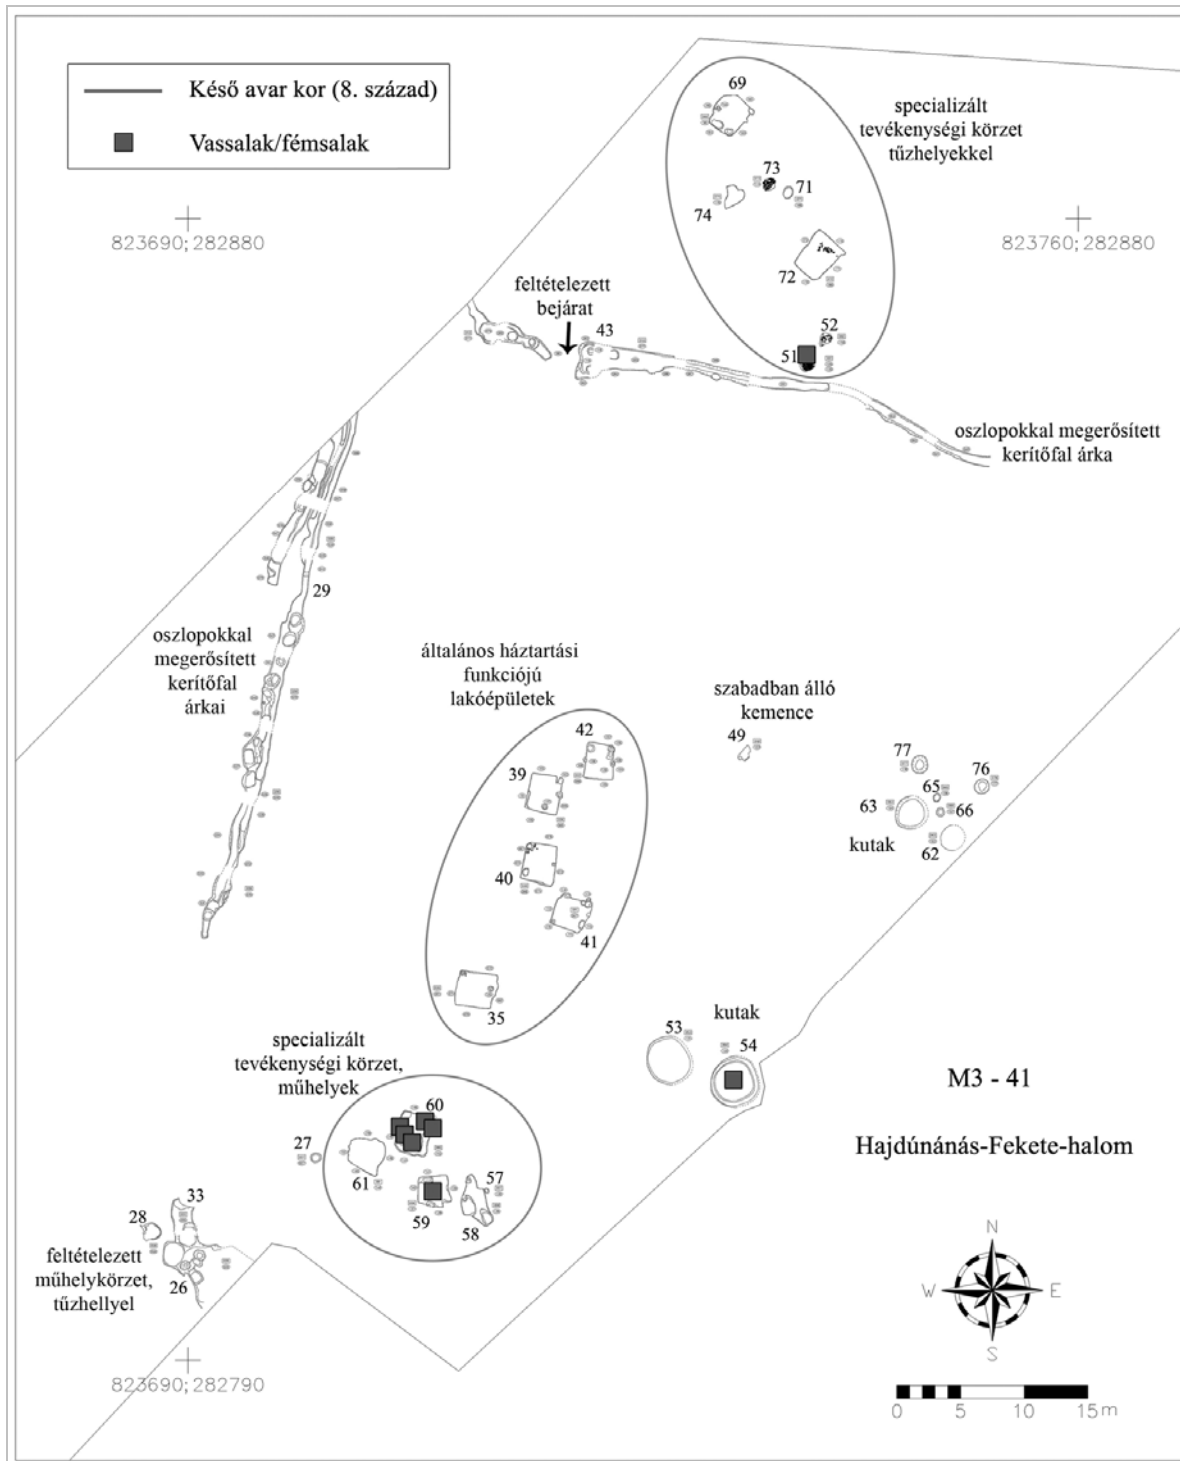 Késő avar kor (8. század)
Vassalak/fémsalak
69
specializált
tevékenységi körzet
tűzhelyekkel
73
71
74
823690; 282880
823760; 282880
72
feltételezett
bejárat
43
52
51
oszlopokkal megerősített
kerítőfal árka
29
oszlopokkal
megerősített
kerítőfal
árkai
általános háztartási
funkciójú
lakóépületek
szabadban álló
kemence
42
49
39
77
76
65
63
66
kutak
62
40
41
35
53
kutak
54
specializált
tevékenységi körzet,
műhelyek
60
M3 - 41
Hajdúnánás-Fekete-halom
27
61
57
59
58
33
28
feltételezett
műhelykörzet,
tűzhellyel
26
N
W
E
S
823690; 282790
0 5 10 15m